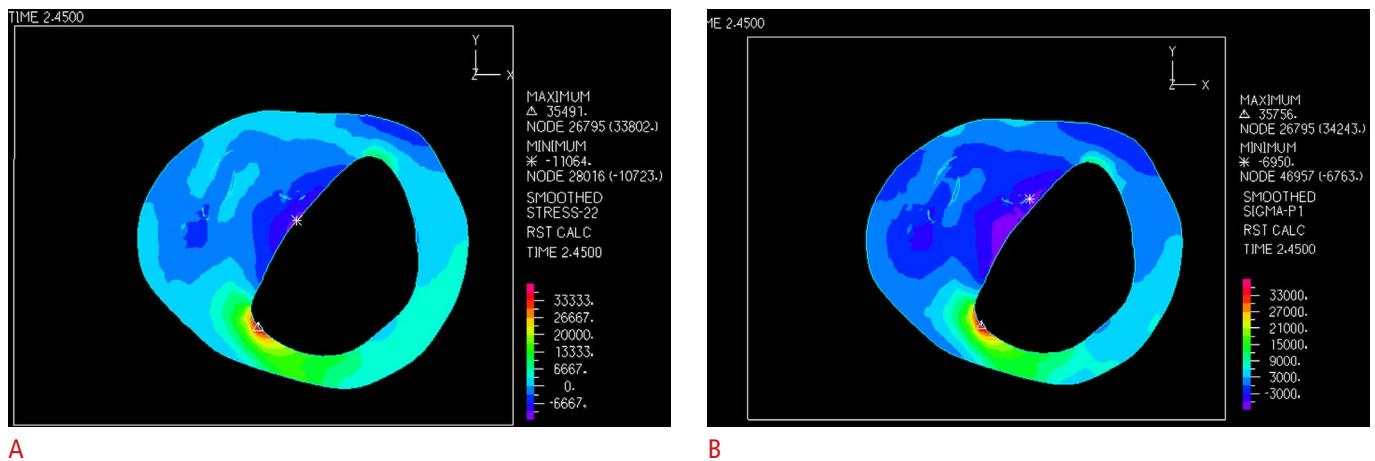 TIME 2.4500
Y
Z X
MAXIMUM
△ 35491.
NODE 26795 (33802.)
MINIMUM
* -11064.
NODE 28016 (-10723.)
SMOOTHED
STRESS-22
RST CALC
TIME 2.4500
33333.
26667.
20000.
13333.
6667.
0.
-6667.
A
ME 2.4500
Y
Z X
MAXIMUM
△ 35756.
NODE 26795 (34243.)
MINIMUM
* -6950.
NODE 46957 (-6763.)
SMOOTHED
SIGMA-P1
RST CALC
TIME 2.4500
33000.
27000.
21000.
15000.
9000.
3000.
-3000.
B